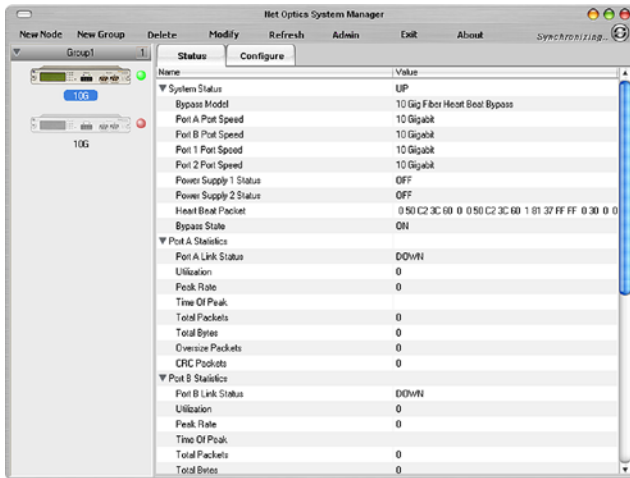 Net Optics System Manager
New Node New Group Delete Modify Refresh Admin Exit About Synchronizing...
Group1 1
10G
10G
Status Configure
Name Value
System Status UP
Bypass Model 10 Gig Fiber Heart Beat Bypass
Port A Port Speed 10 Gigabit
Port B Port Speed 10 Gigabit
Port 1 Port Speed 10 Gigabit
Port 2 Port Speed 10 Gigabit
Power Supply 1 Status OFF
Power Supply 2 Status OFF
Heart Beat Packet 0 50 C2 3C 60 0 0 50 C2 3C 60 1 81 37 FF FF 0 30 0 0
Bypass State ON
Port A Statistics
Port A Link Status DOWN
Utilization 0
Peak Rate 0
Time Of Peak
Total Packets 0
Total Bytes 0
Oversize Packets 0
CRC Packets 0
Port B Statistics
Port B Link Status DOWN
Utilization 0
Peak Rate 0
Time Of Peak
Total Packets 0
Total Bytes 0